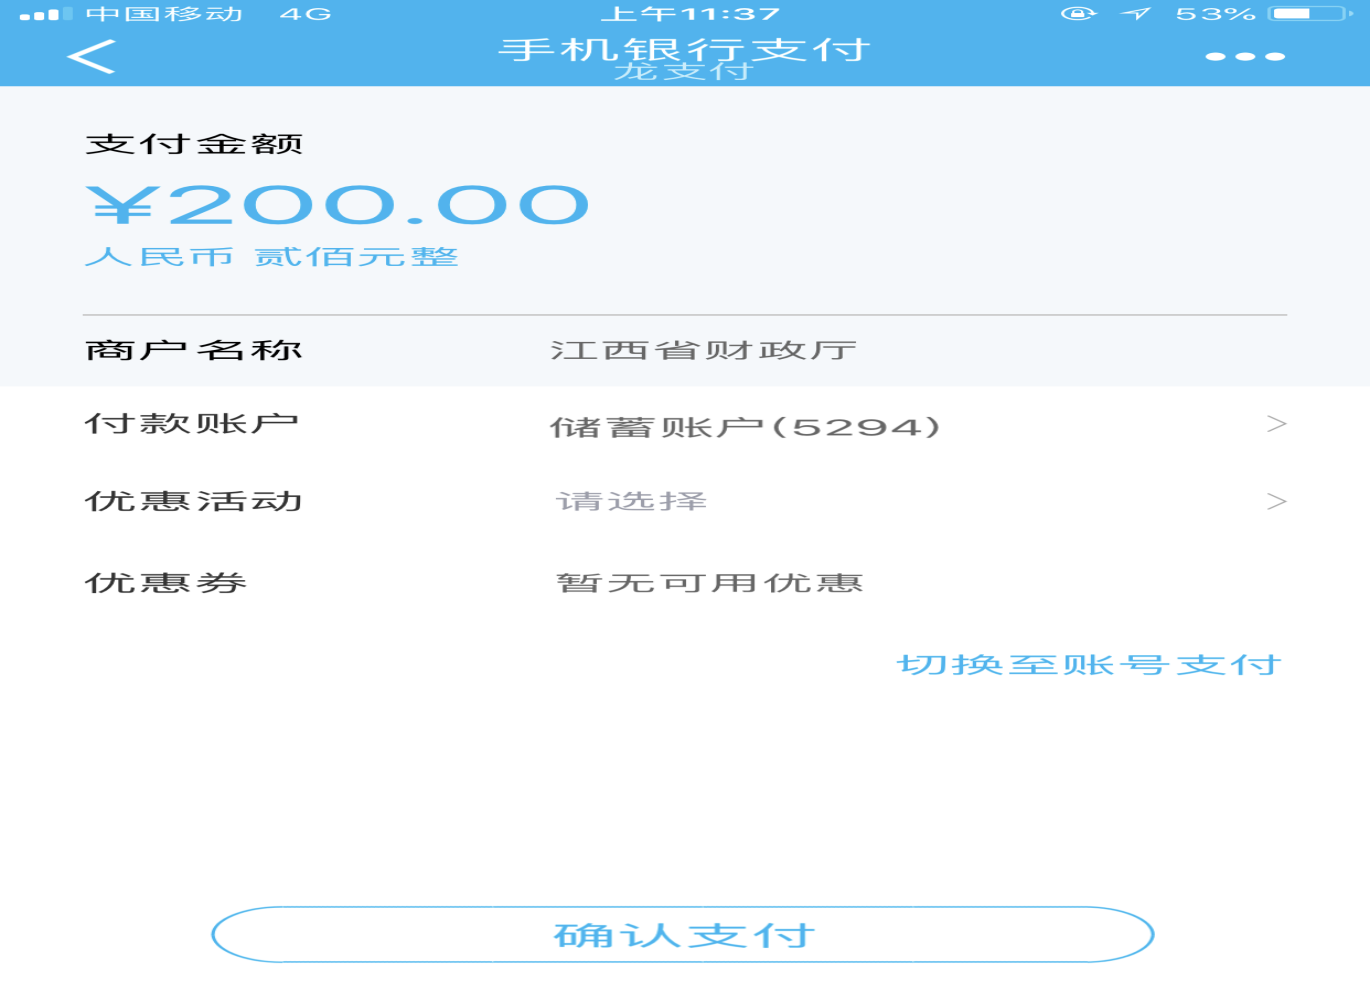 中国移动 4G 上午11:37 53%
手机银行支付
龙支付
支付金额
¥200.00
人民币 贰佰元整
商户名称 江西省财政厅
付款账户 储蓄账户(5294) >
优惠活动 请选择 >
优惠券 暂无可用优惠
切换至账号支付
确认支付